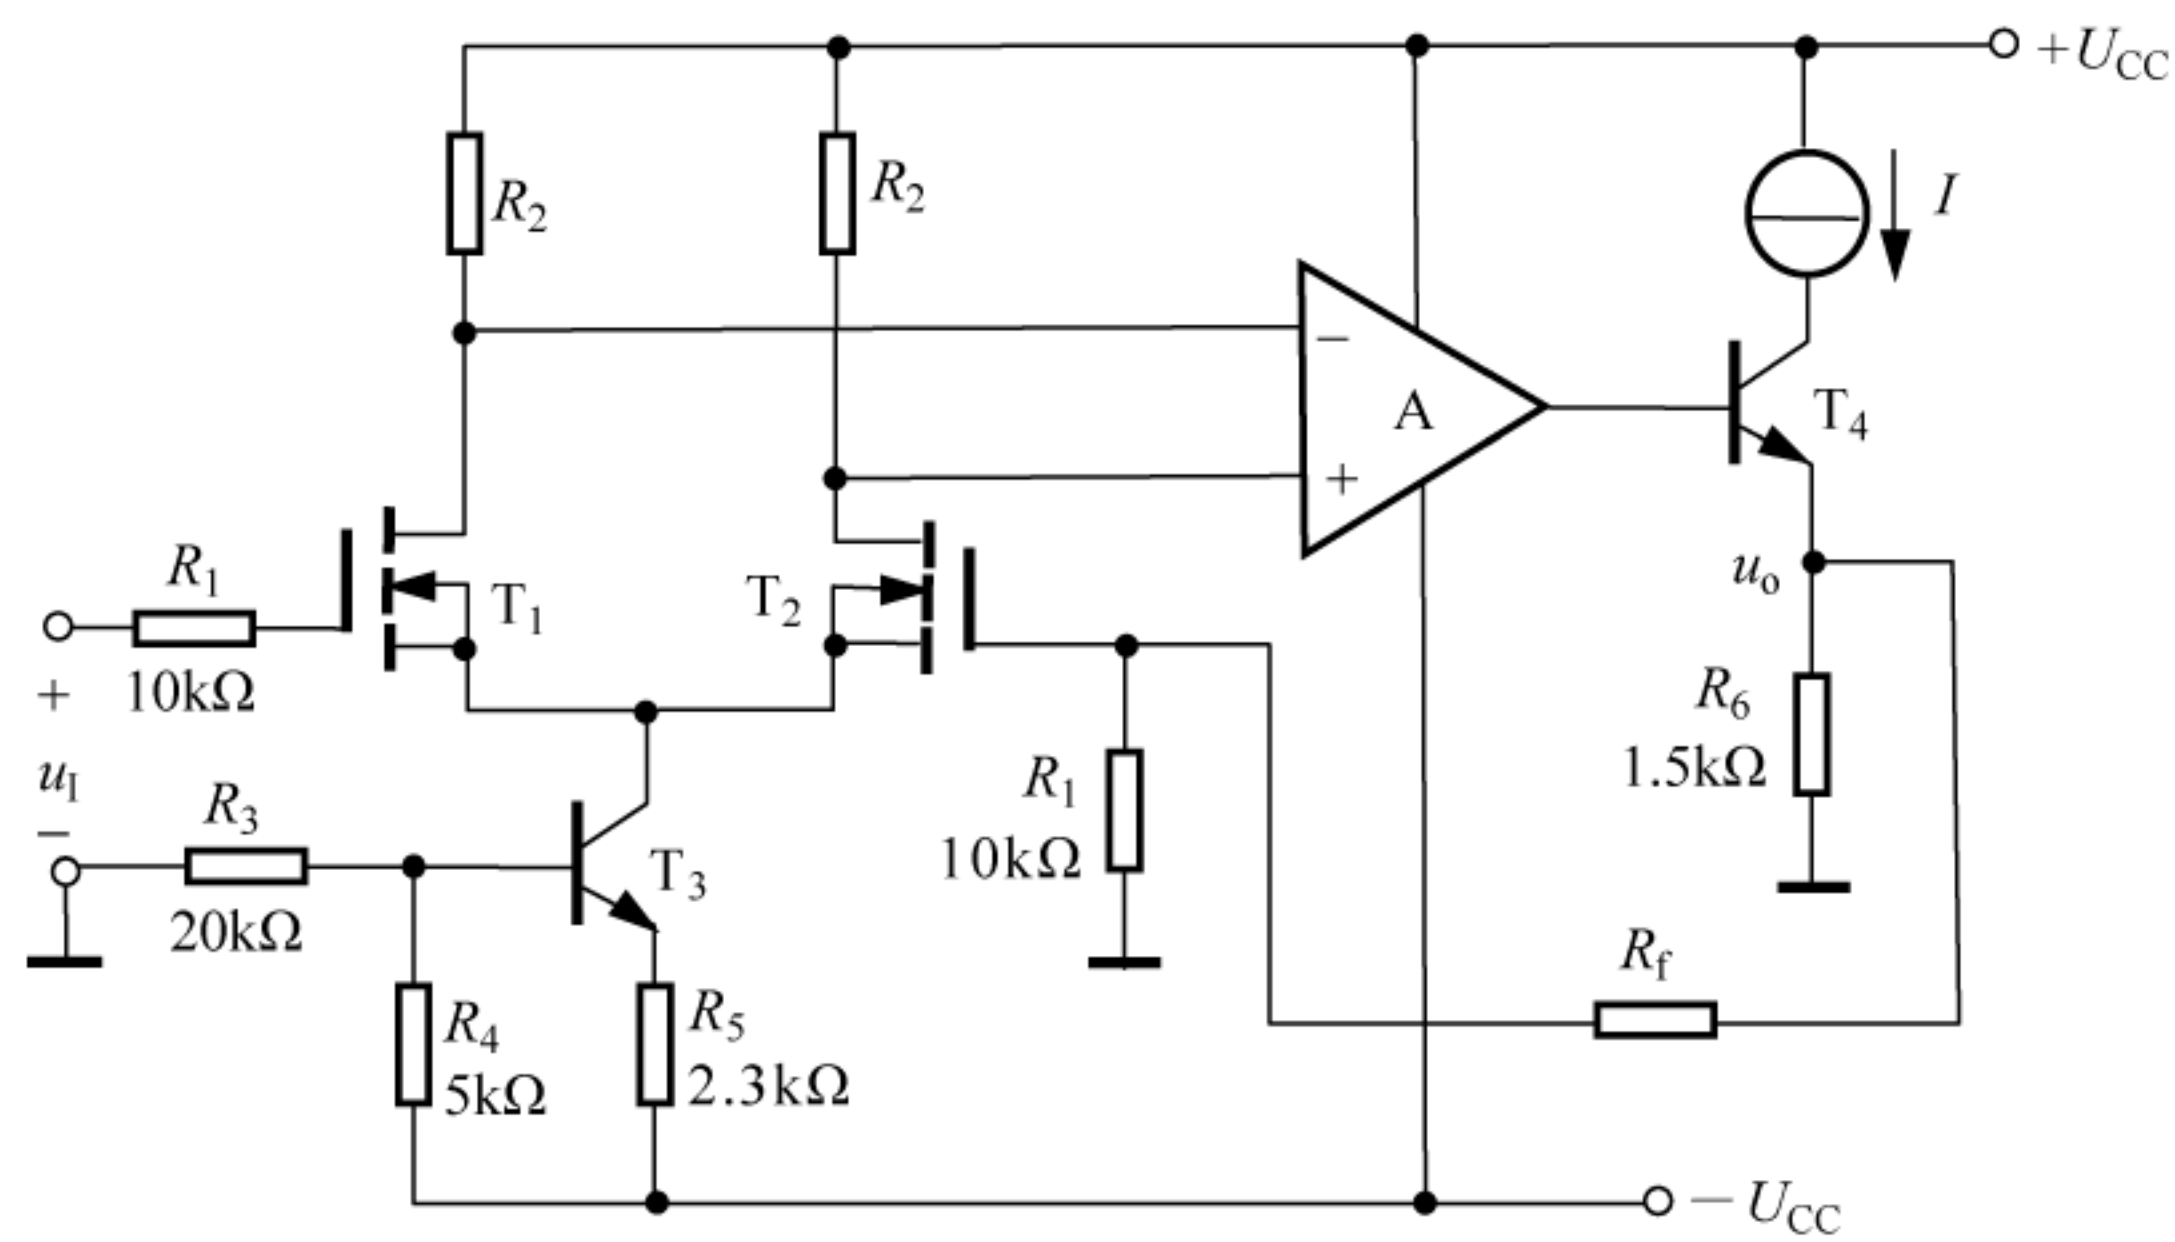 +U_CC
R_2
R_2
I
−
A
T_4
+
R_1
T_1
T_2
u_o
10kΩ
+
R_6
1.5kΩ
u_I
R_3
R_1
−
T_3
10kΩ
20kΩ
R_f
R_4
R_5
5kΩ
2.3kΩ
−U_CC